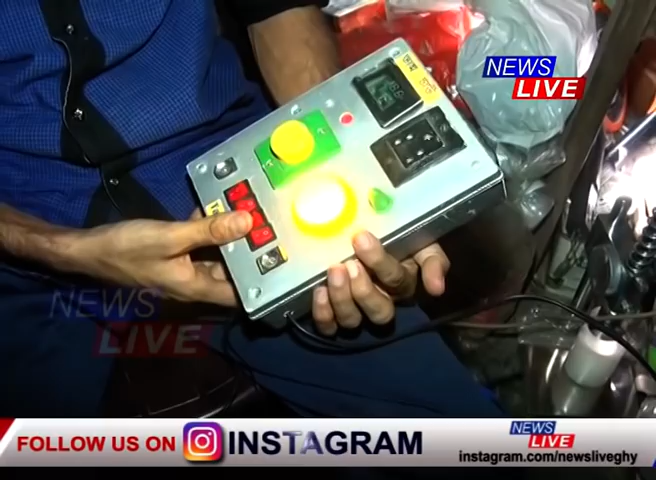 NEWS
LIVE
NEWS
LIVE
FOLLOW US ON INSTAGRAM
NEWS
LIVE
instagram.com/newsliveghy